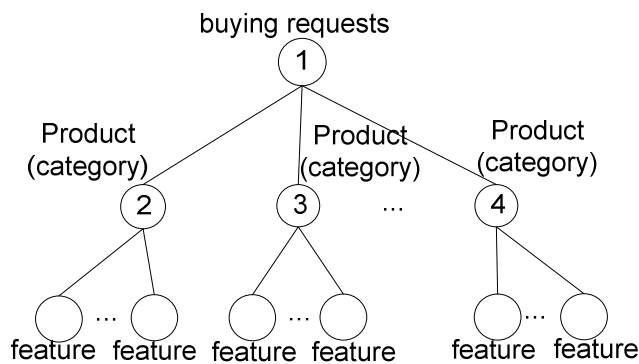 buying requests
1
Product
(category)
Product
(category)
Product
(category)
2
3
...
4
...
...
...
feature
feature
feature
feature
feature
feature